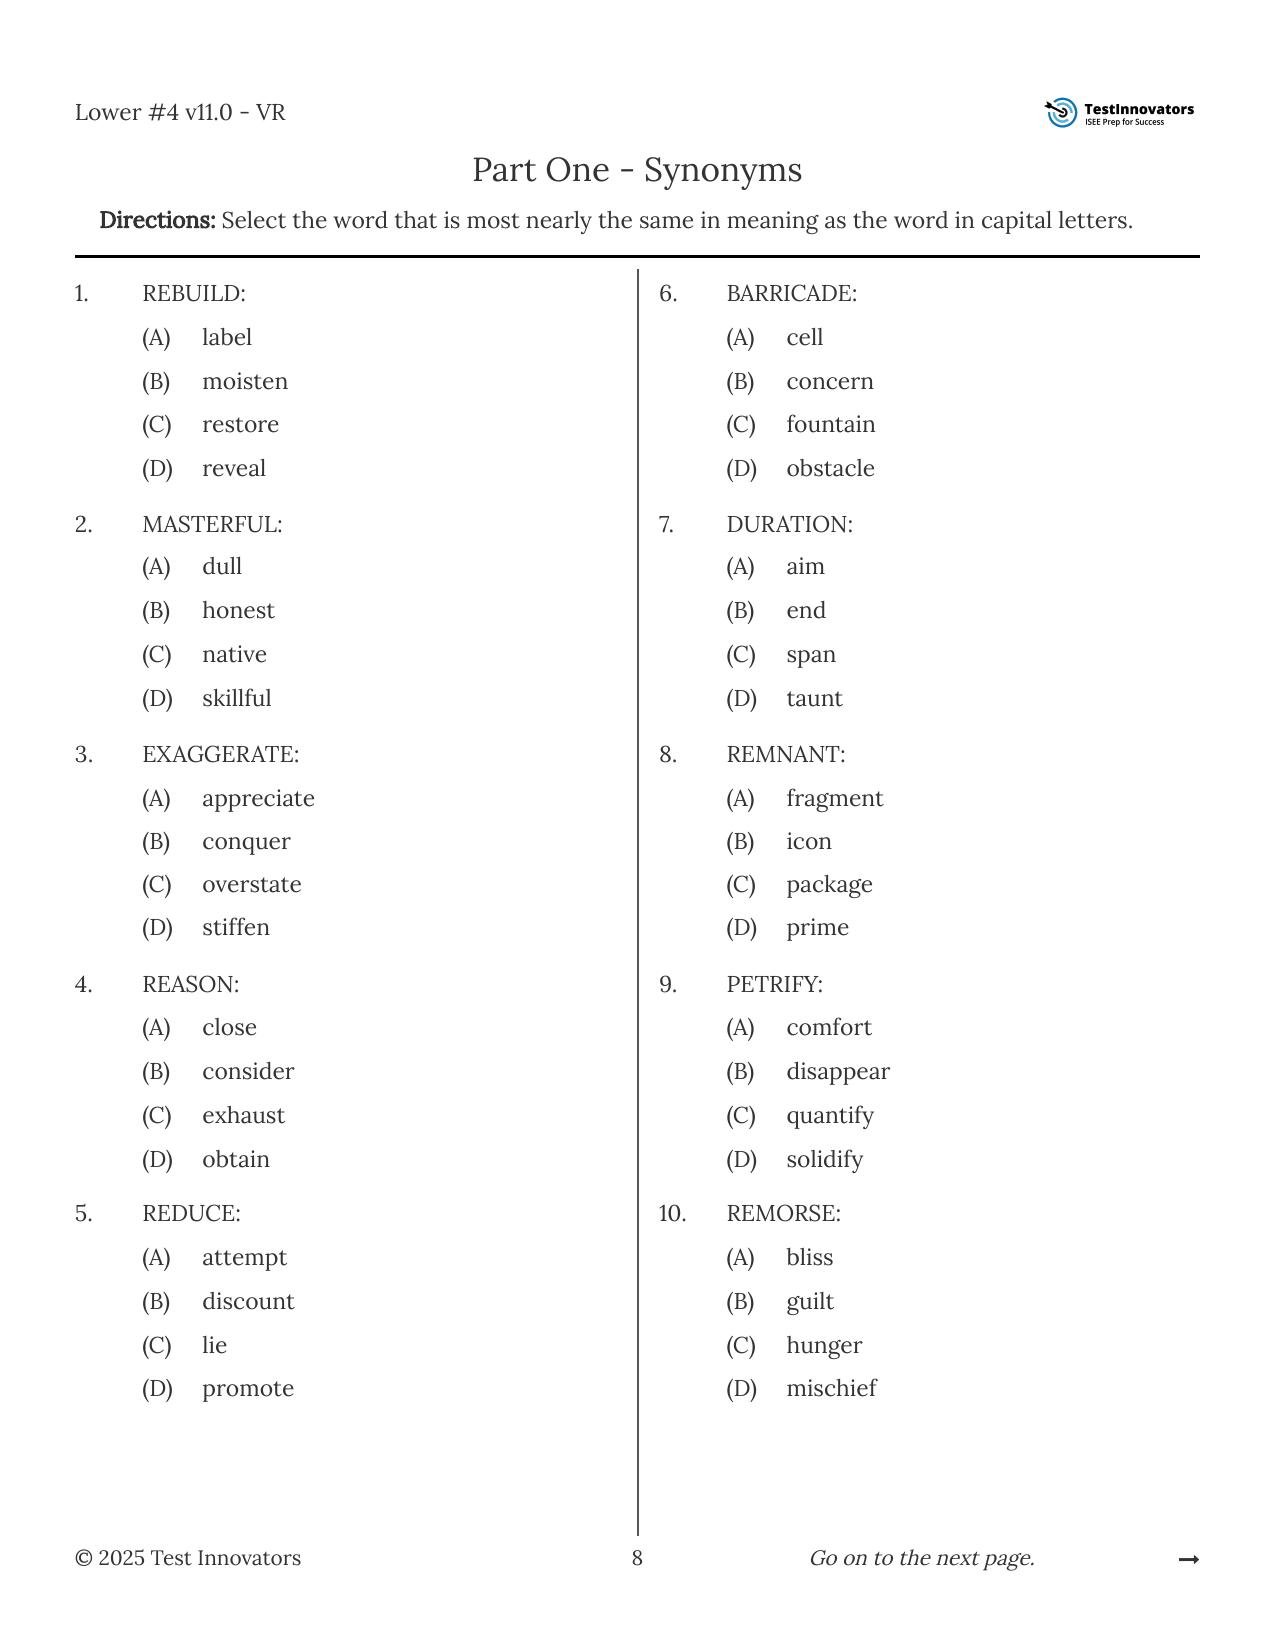 Lower #4 v11.0 - VR
TestInnovators
ISEE Prep for Success
Part One - Synonyms
Directions: Select the word that is most nearly the same in meaning as the word in capital letters.
1. REBUILD:
(A) label
(B) moisten
(C) restore
(D) reveal
2. MASTERFUL:
(A) dull
(B) honest
(C) native
(D) skillful
3. EXAGGERATE:
(A) appreciate
(B) conquer
(C) overstate
(D) stiffen
4. REASON:
(A) close
(B) consider
(C) exhaust
(D) obtain
5. REDUCE:
(A) attempt
(B) discount
(C) lie
(D) promote
6. BARRICADE:
(A) cell
(B) concern
(C) fountain
(D) obstacle
7. DURATION:
(A) aim
(B) end
(C) span
(D) taunt
8. REMNANT:
(A) fragment
(B) icon
(C) package
(D) prime
9. PETRIFY:
(A) comfort
(B) disappear
(C) quantify
(D) solidify
10. REMORSE:
(A) bliss
(B) guilt
(C) hunger
(D) mischief
© 2025 Test Innovators 8 Go on to the next page. →